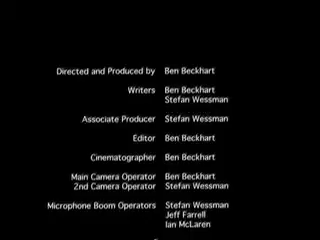 Directed and Produced by Ben Beckhart
Writers Ben Beckhart
Stefan Wessman
Associate Producer Stefan Wessman
Editor Ben Beckhart
Cinematographer Ben Beckhart
Main Camera Operator Ben Beckhart
2nd Camera Operator Stefan Wessman
Microphone Boom Operators Stefan Wessman
Jeff Farrell
Ian McLaren